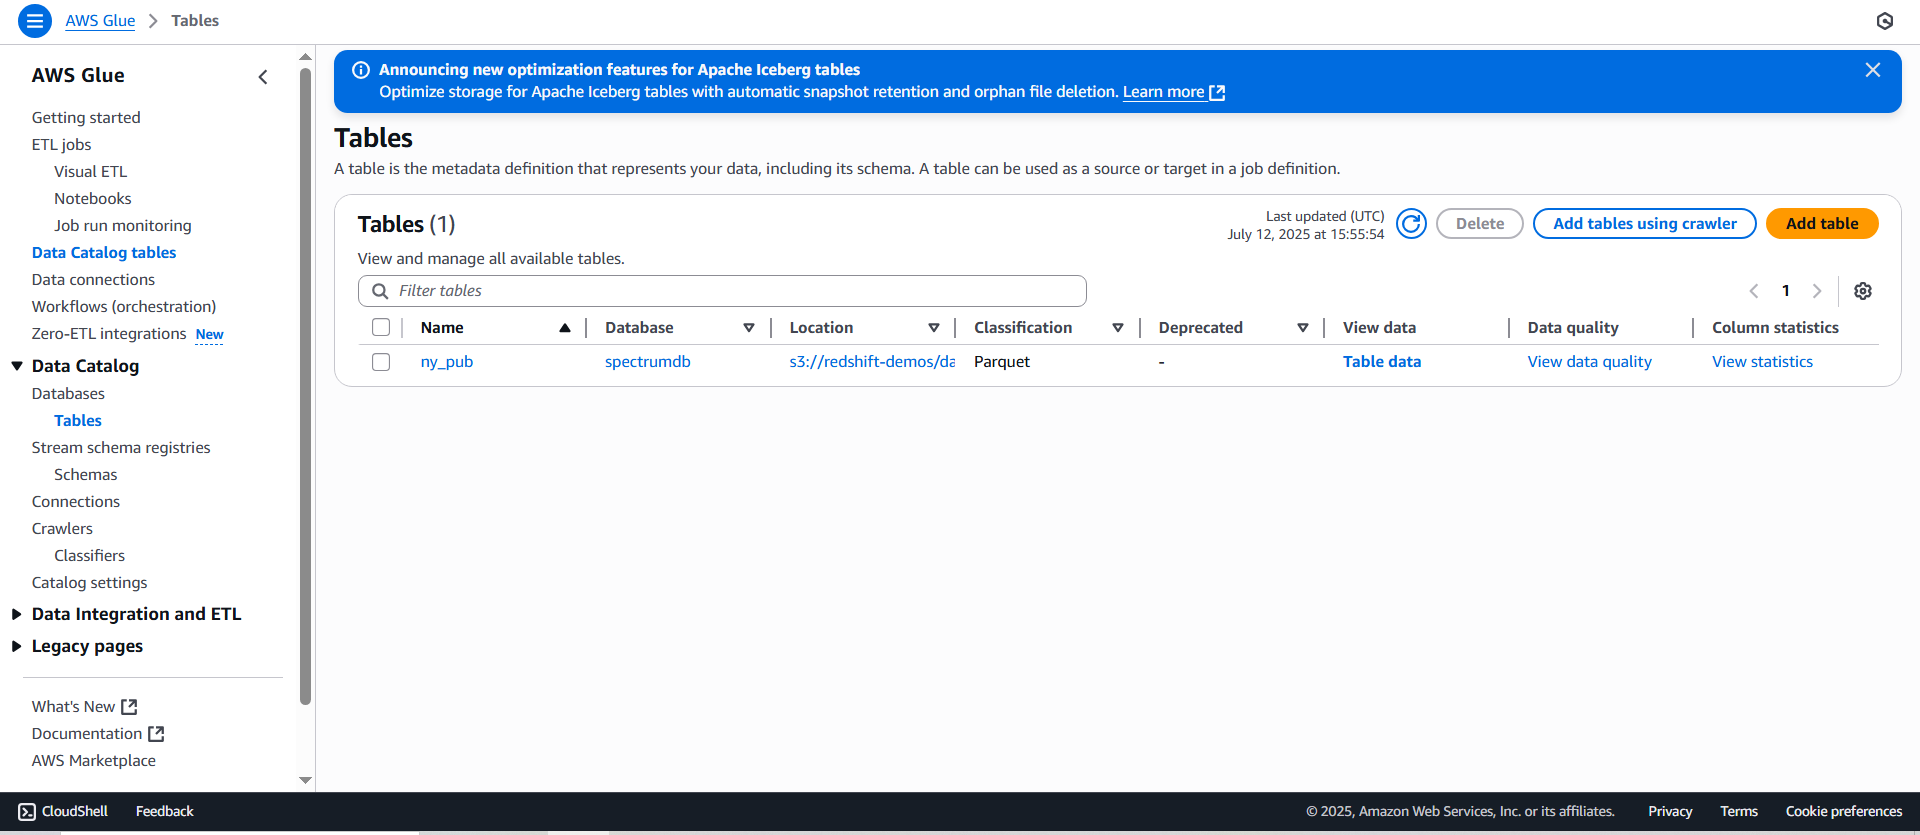 AWS Glue > Tables
AWS Glue
Getting started
ETL jobs
Visual ETL
Notebooks
Job run monitoring
Data Catalog tables
Data connections
Workflows (orchestration)
Zero-ETL integrations New
Data Catalog
Databases
Tables
Stream schema registries
Schemas
Connections
Crawlers
Classifiers
Catalog settings
Data Integration and ETL
Legacy pages
What's New
Documentation
AWS Marketplace
Announcing new optimization features for Apache Iceberg tables
Optimize storage for Apache Iceberg tables with automatic snapshot retention and orphan file deletion. Learn more
Tables
A table is the metadata definition that represents your data, including its schema. A table can be used as a source or target in a job definition.
Tables (1)
Last updated (UTC)
July 12, 2025 at 15:55:54
Delete
Add tables using crawler
Add table
View and manage all available tables.
Filter tables
1
Name Database Location Classification Deprecated View data Data quality Column statistics
ny_pub spectrumdb s3://redshift-demos/da Parquet - Table data View data quality View statistics
CloudShell Feedback © 2025, Amazon Web Services, Inc. or its affiliates. Privacy Terms Cookie preferences